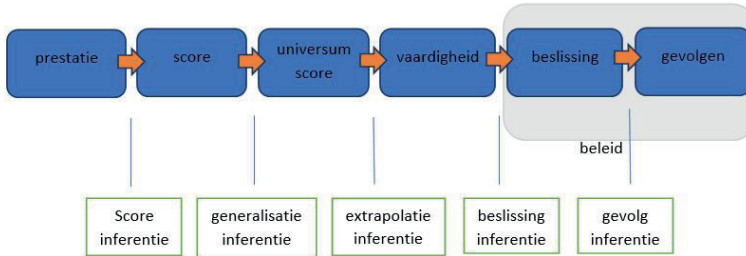 prestatie
score
universum
score
vaardigheid
beslissing
gevolgen
beleid
Score
inferentie
generalisatie
inferentie
extrapolatie
inferentie
beslissing
inferentie
gevolg
inferentie